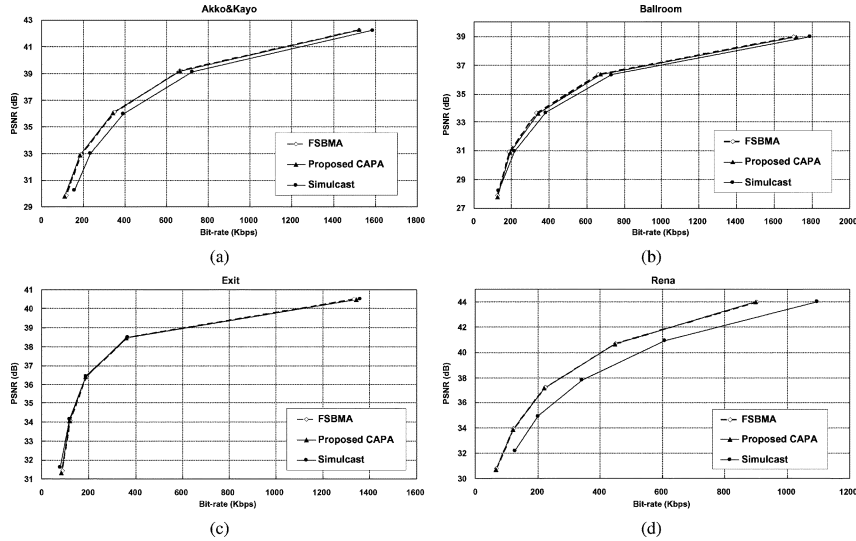 Akko&Kayo
PSNR (dB)
43
41
39
37
35
33
31
29
0 200 400 600 800 1000 1200 1400 1600 1800
Bit-rate (Kbps)
FSBMA
Proposed CAPA
Simulcast
(a)
Ballroom
PSNR (dB)
39
37
35
33
31
29
27
0 200 400 600 800 1000 1200 1400 1600 1800 2000
Bit-rate (Kbps)
FSBMA
Proposed CAPA
Simulcast
(b)
Exit
PSNR (dB)
41
40
39
38
37
36
35
34
33
32
31
0 200 400 600 800 1000 1200 1400 1600
Bit-rate (Kbps)
FSBMA
Proposed CAPA
Simulcast
(c)
Rena
PSNR (dB)
44
42
40
38
36
34
32
30
0 200 400 600 800 1000 1200
Bit-rate (Kbps)
FSBMA
Proposed CAPA
Simulcast
(d)